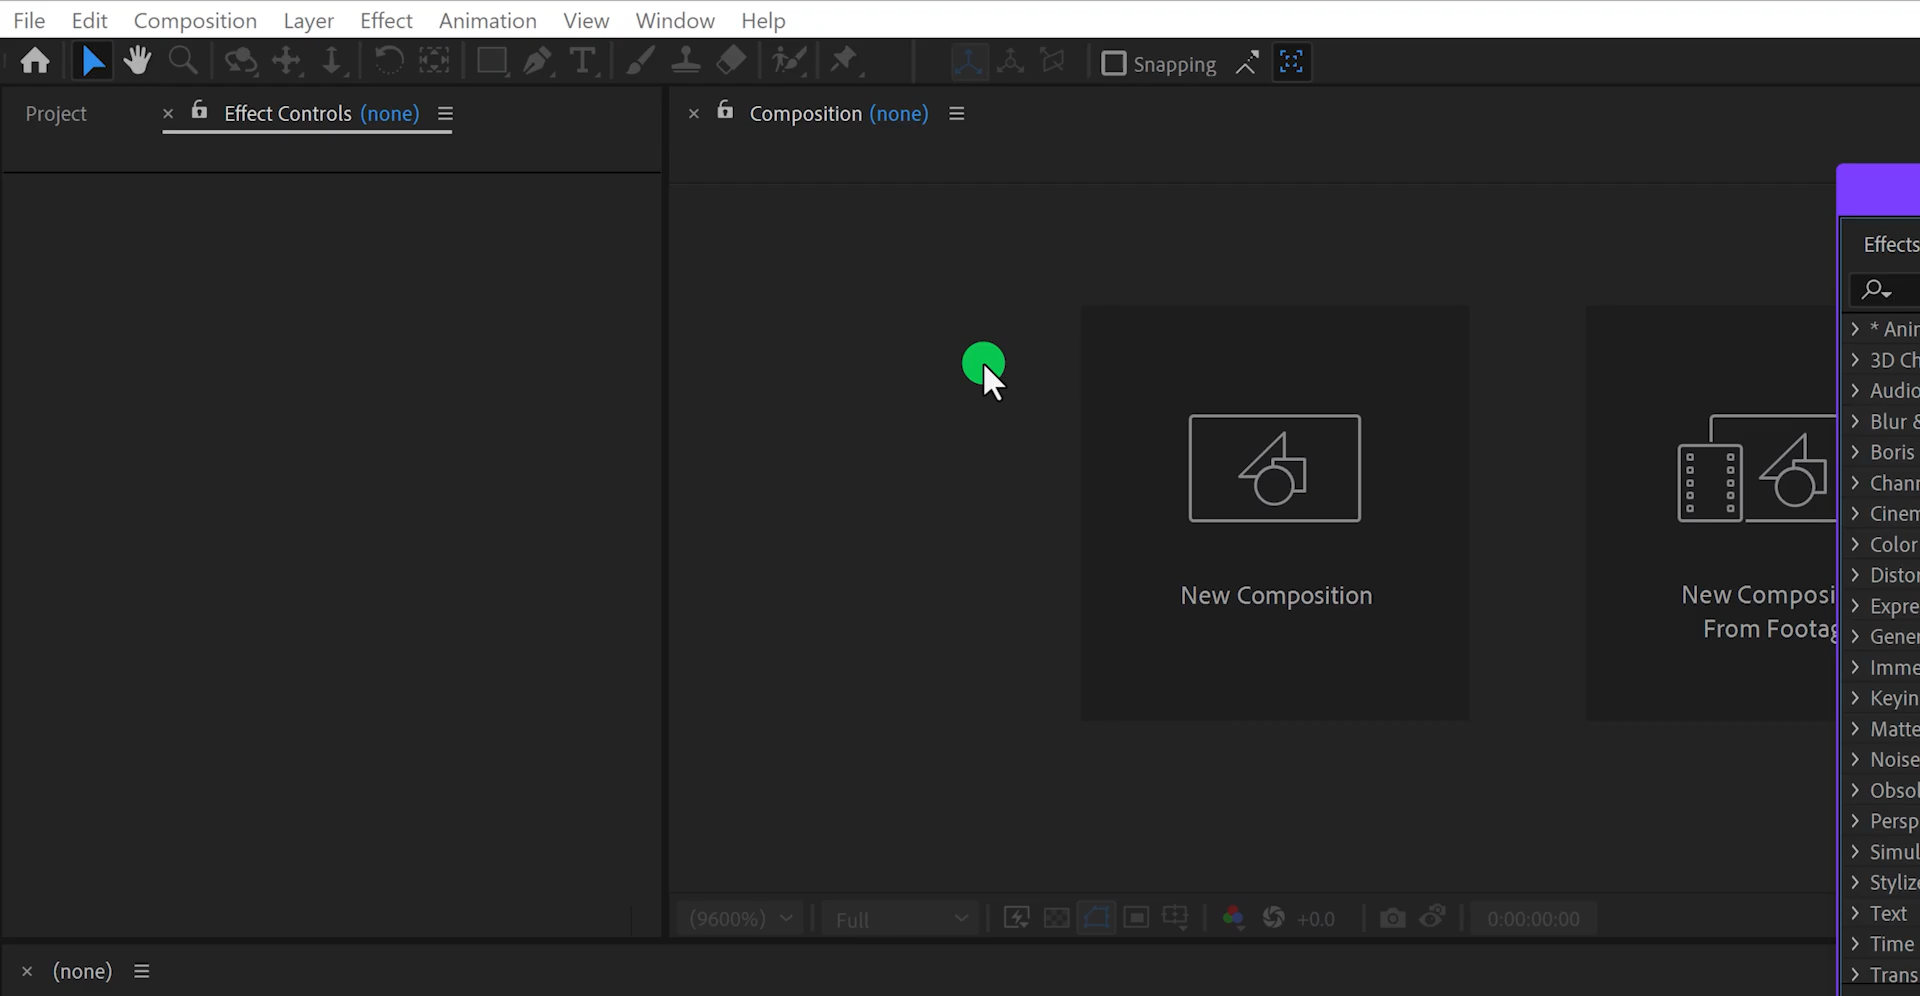 File Edit Composition Layer Effect Animation View Window Help
Snapping
Project
Effect Controls (none)
Composition (none)
Effects
* Anim
3D Ch
Audio
Blur &
Boris
Chann
Cinem
Color
Distor
Expre
Gener
Imme
Keyin
Matte
Noise
Obsol
Persp
Simul
Stylize
Text
Time
Trans
New Composition
New Composi
From Footag
(9600%)
Full
+0.0
0:00:00:00
(none)